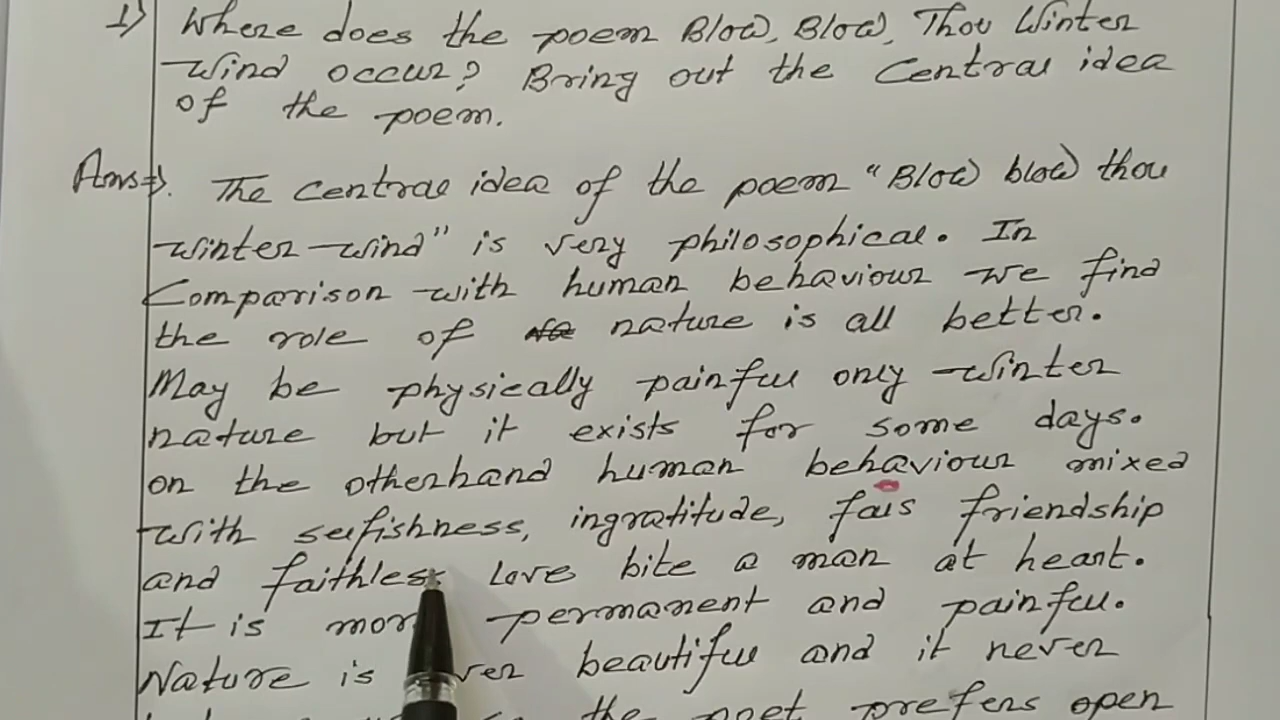 1) Where does the poem Blow, Blow, Thou Winter
Wind occur? Bring out the Central idea
of the poem.
Ans⇒. The central idea of the poem "Blow blow thou
winter wind" is very philosophical. In
Comparison with human behaviour we find
the role of nature is all better.
May be physically painful only winter
nature but it exists for some days.
on the otherhand human behaviour mixed
with selfishness, ingratitude, fals friendship
and faithless Love bite a man at heart.
It is more permanent and painful.
Nature is ever beautiful and it never
the poet prefers open